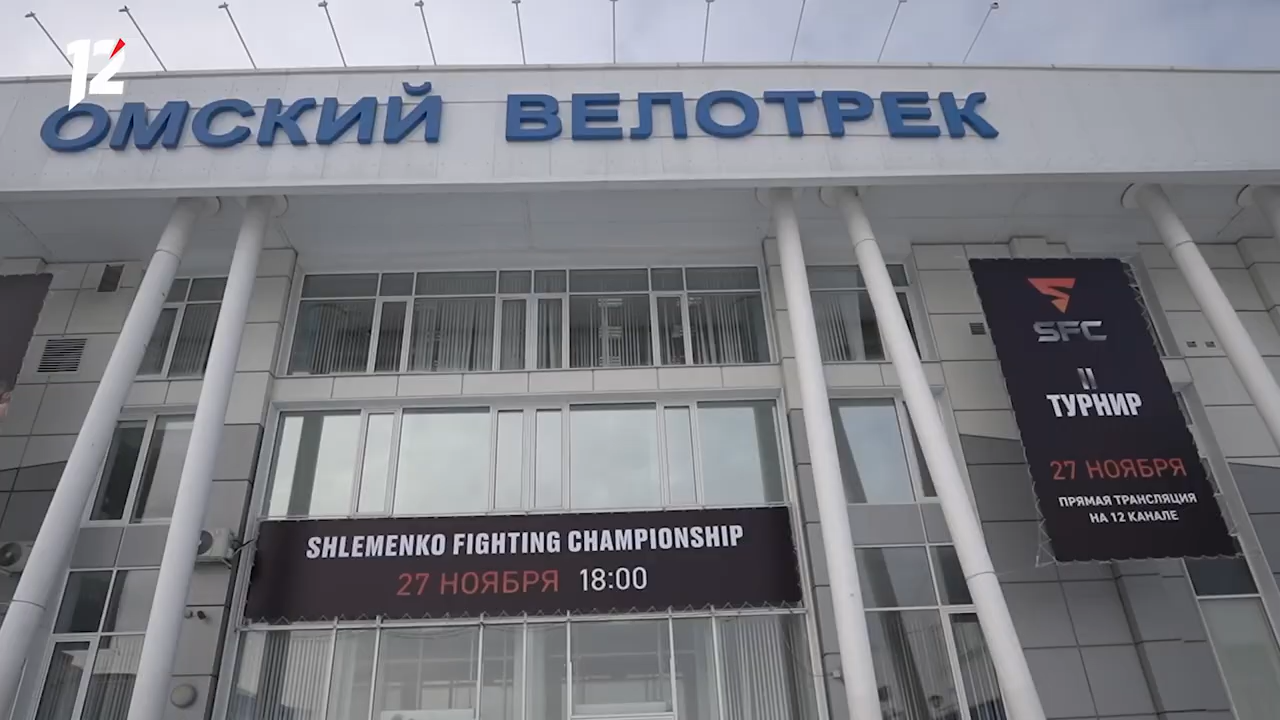 12
ОМСКИЙ ВЕЛОТРЕК
SFC
II
ТУРНИР
27 НОЯБРЯ
ПРЯМАЯ ТРАНСЛЯЦИЯ
НА 12 КАНАЛЕ
SHLEMENKO FIGHTING CHAMPIONSHIP
27 НОЯБРЯ 18:00